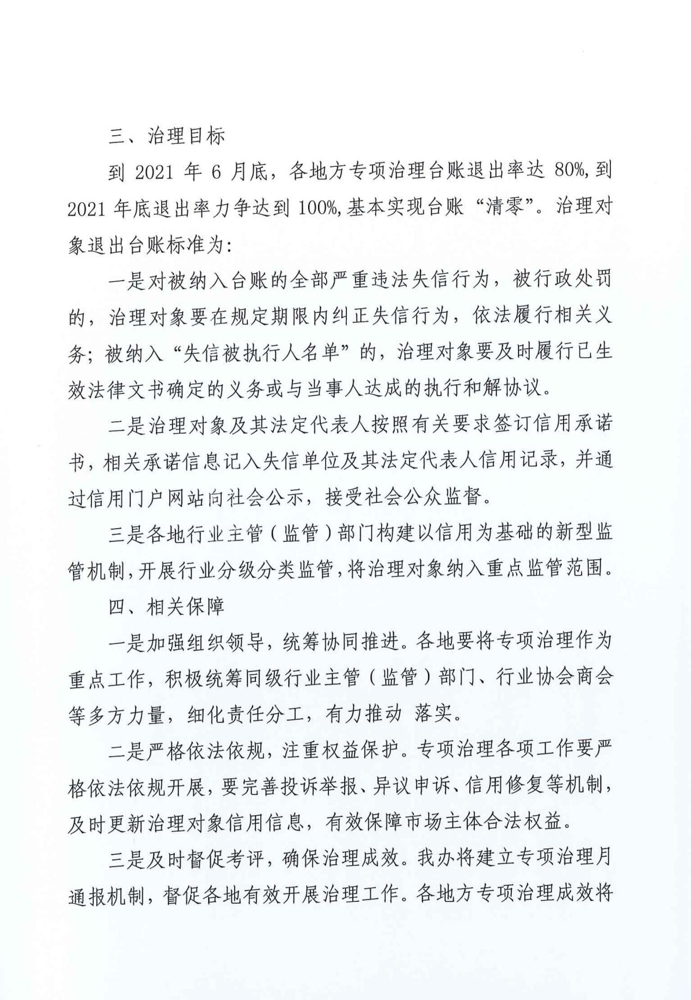 三、治理目标
到 2021 年 6 月底，各地方专项治理台账退出率达 80%,到
2021 年底退出率力争达到 100%,基本实现台账“清零”。治理对
象退出台账标准为：
一是对被纳入台账的全部严重违法失信行为，被行政处罚
的，治理对象要在规定期限内纠正失信行为，依法履行相关义
务；被纳入“失信被执行人名单”的，治理对象要及时履行已生
效法律文书确定的义务或与当事人达成的执行和解协议。
二是治理对象及其法定代表人按照有关要求签订信用承诺
书，相关承诺信息记入失信单位及其法定代表人信用记录，并通
过信用门户网站向社会公示，接受社会公众监督。
三是各地行业主管（监管）部门构建以信用为基础的新型监
管机制，开展行业分级分类监管，将治理对象纳入重点监管范围。
四、相关保障
一是加强组织领导，统筹协同推进。各地要将专项治理作为
重点工作，积极统筹同级行业主管（监管）部门、行业协会商会
等多方力量，细化责任分工，有力推动 落实。
二是严格依法依规，注重权益保护。专项治理各项工作要严
格依法依规开展，要完善投诉举报、异议申诉、信用修复等机制，
及时更新治理对象信用信息，有效保障市场主体合法权益。
三是及时督促考评，确保治理成效。我办将建立专项治理月
通报机制，督促各地有效开展治理工作。各地方专项治理成效将